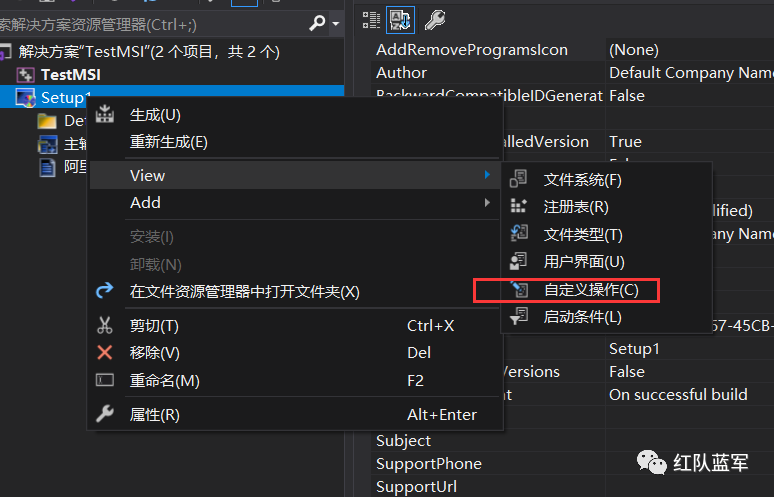 索解决方案资源管理器(Ctrl+;)
解决方案"TestMSI"(2 个项目，共 2 个)
TestMSI
Setup1
De
主输
阿里
生成(U)
重新生成(E)
View
Add
安装(I)
卸载(N)
在文件资源管理器中打开文件夹(X)
剪切(T) Ctrl+X
移除(V) Del
重命名(M) F2
属性(R) Alt+Enter
文件系统(F)
注册表(R)
文件类型(T)
用户界面(U)
自定义操作(C)
启动条件(L)
AddRemoveProgramsIcon (None)
Author Default Company Name
BackwardCompatibleIDGenerat False
alledVersion True
ified)
any Name
67-45CB-
Setup1
Versions False
t On successful build
Subject
SupportPhone
SupportUrl
红队蓝军